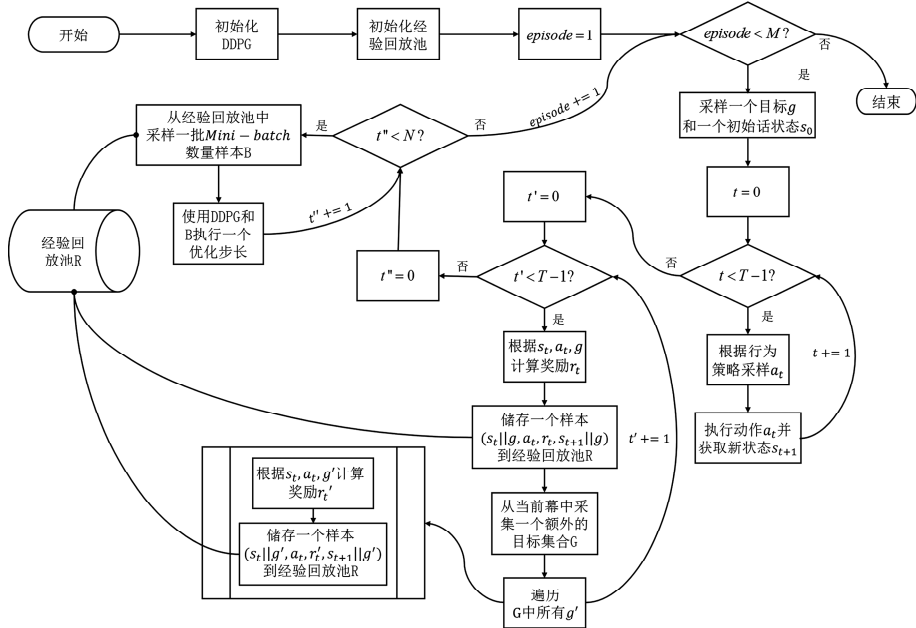 开始
初始化
DDPG
初始化经
验回放池
episode=1
episode<M?
否
是
结束
采样一个目标g
和一个初始话状态s₀
t=0
t<T−1?
否
是
根据行为
策略采样aₜ
执行动作aₜ并
获取新状态sₜ₊₁
t+=1
t'=0
t'<T−1?
否
是
根据sₜ,aₜ,g
计算奖励rₜ
储存一个样本
(sₜ||g,aₜ,rₜ,sₜ₊₁||g)
到经验回放池R
从当前幕中采
集一个额外的
目标集合G
遍历
G中所有g′
t'+=1
根据sₜ,aₜ,g′计算
奖励rₜ′
储存一个样本
(sₜ||g′,aₜ,rₜ′,sₜ₊₁||g′)
到经验回放池R
t"=0
t"<N?
是
否
episode+=1
从经验回放池中
采样一批Mini−batch
数量样本B
使用DDPG和
B执行一个
优化步长
t''+=1
经验回
放池R